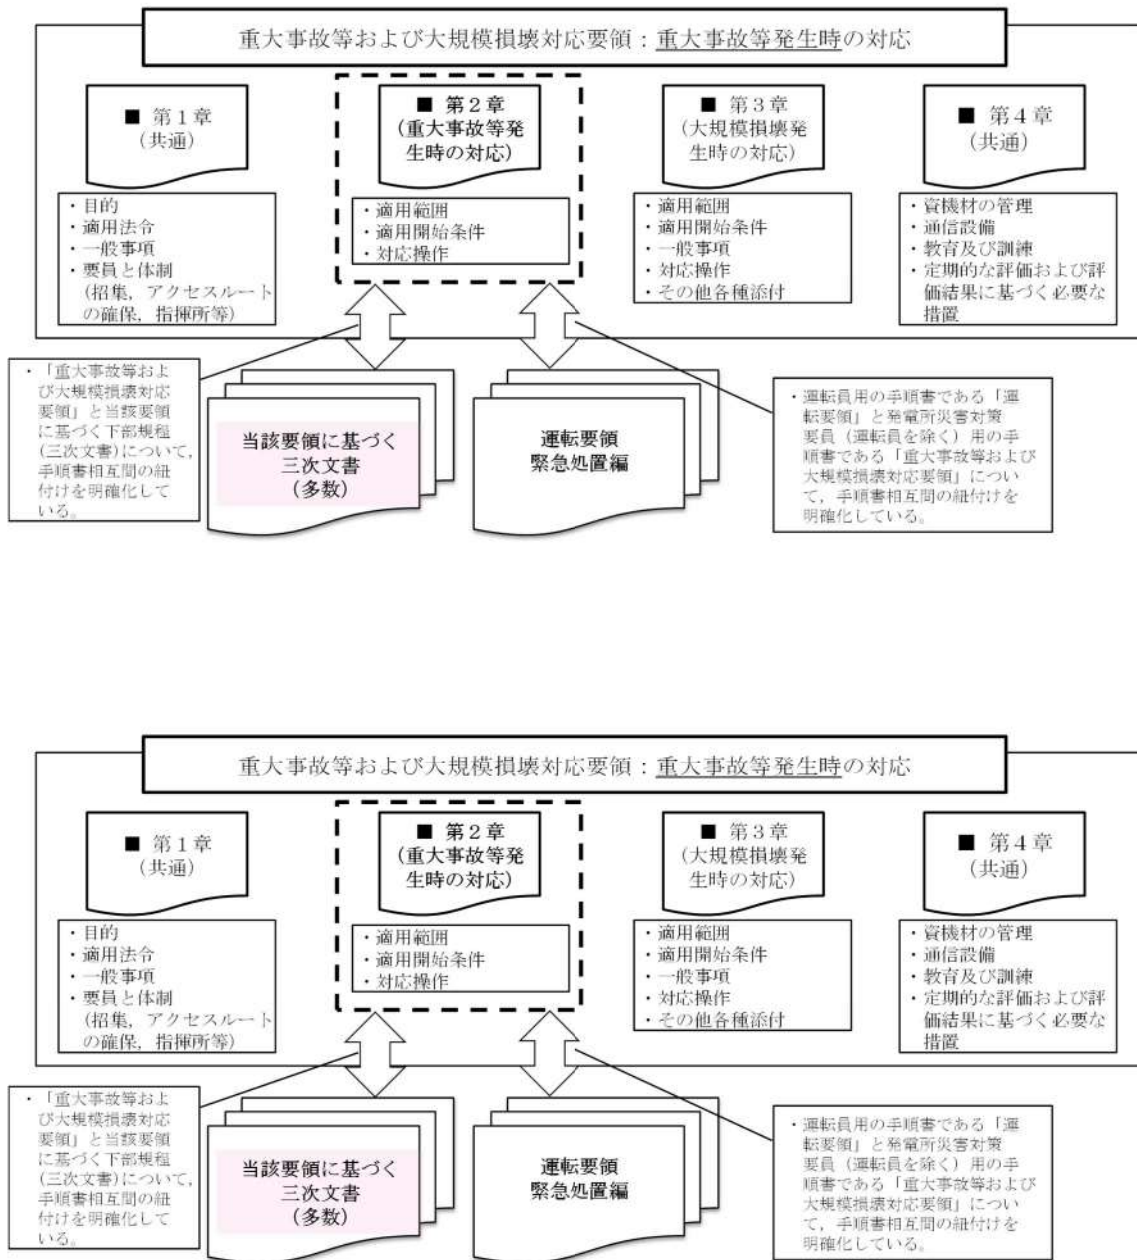 重大事故等および大規模損壊対応要領：重大事故等発生時の対応
■ 第１章
（共通）
・目的
・適用法令
・一般事項
・要員と体制
（招集，アクセスルート
の確保，指揮所等）
■ 第２章
（重大事故等発
生時の対応）
・適用範囲
・適用開始条件
・対応操作
■ 第３章
（大規模損壊発
生時の対応）
・適用範囲
・適用開始条件
・一般事項
・対応操作
・その他各種添付
■ 第４章
（共通）
・資機材の管理
・通信設備
・教育及び訓練
・定期的な評価および評
価結果に基づく必要な
措置
・「重大事故等およ
び大規模損壊対応
要領」と当該要領
に基づく下部規程
（三次文書）について，
手順書相互間の紐
付けを明確化して
いる。
当該要領に基づく
三次文書
（多数）
運転要領
緊急処置編
・運転員用の手順書である「運
転要領」と発電所災害対策
要員（運転員を除く）用の手
順書である「重大事故等および
大規模損壊対応要領」につい
て，手順書相互間の紐付けを
明確化している。
重大事故等および大規模損壊対応要領：重大事故等発生時の対応
■ 第１章
（共通）
・目的
・適用法令
・一般事項
・要員と体制
（招集，アクセスルート
の確保，指揮所等）
■ 第２章
（重大事故等発
生時の対応）
・適用範囲
・適用開始条件
・対応操作
■ 第３章
（大規模損壊発
生時の対応）
・適用範囲
・適用開始条件
・一般事項
・対応操作
・その他各種添付
■ 第４章
（共通）
・資機材の管理
・通信設備
・教育及び訓練
・定期的な評価および評
価結果に基づく必要な
措置
・「重大事故等およ
び大規模損壊対応
要領」と当該要領
に基づく下部規程
（三次文書）について，
手順書相互間の紐
付けを明確化して
いる。
当該要領に基づく
三次文書
（多数）
運転要領
緊急処置編
・運転員用の手順書である「運
転要領」と発電所災害対策
要員（運転員を除く）用の手
順書である「重大事故等および
大規模損壊対応要領」につい
て，手順書相互間の紐付けを
明確化している。